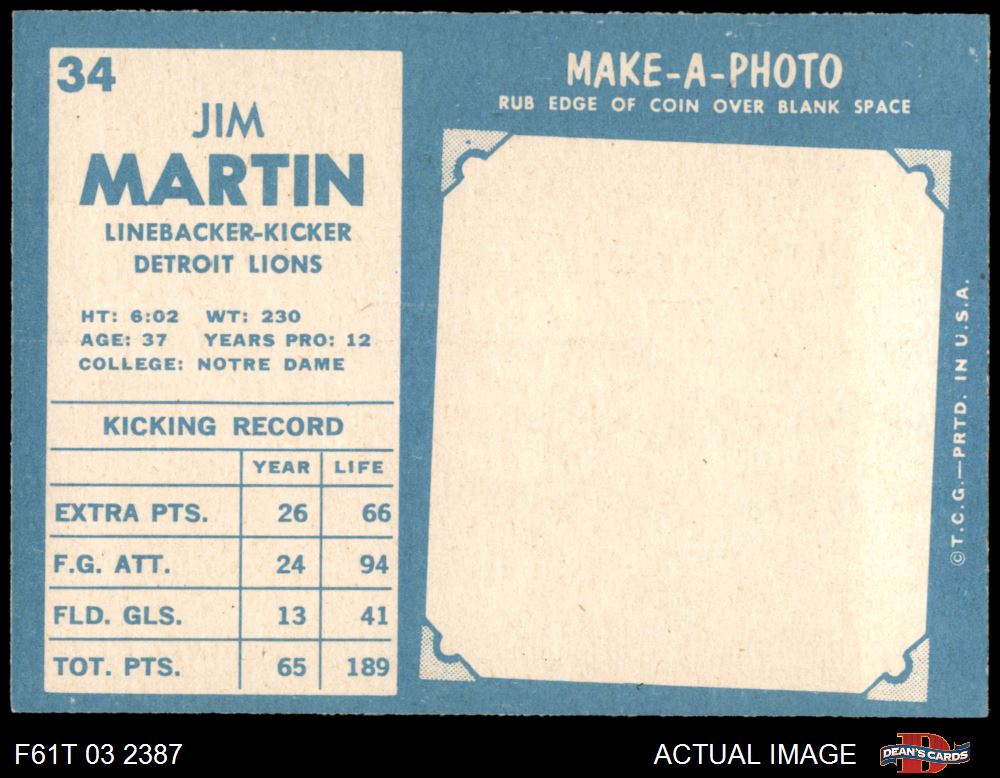 34
JIM
MARTIN
LINEBACKER-KICKER
DETROIT LIONS
HT: 6:02 WT: 230
AGE: 37 YEARS PRO: 12
COLLEGE: NOTRE DAME
KICKING RECORD
YEAR LIFE
EXTRA PTS. 26 66
F.G. ATT. 24 94
FLD. GLS. 13 41
TOT. PTS. 65 189
MAKE-A-PHOTO
RUB EDGE OF COIN OVER BLANK SPACE
©T.C.G.—PRTD. IN U.S.A.
F61T 03 2387
ACTUAL IMAGE
DEAN'S CARDS